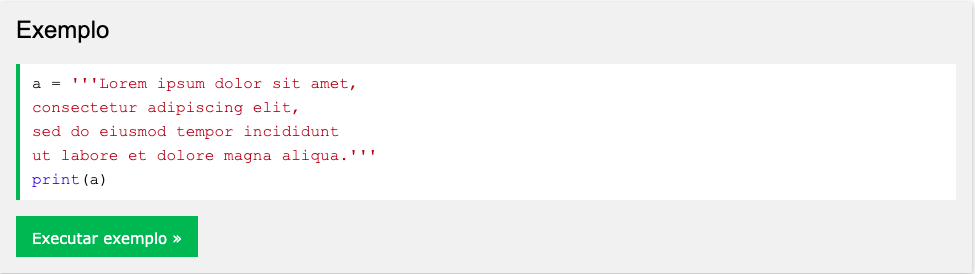 Exemplo
a = '''Lorem ipsum dolor sit amet,
consectetur adipiscing elit,
sed do eiusmod tempor incididunt
ut labore et dolore magna aliqua.'''
print(a)
Executar exemplo »